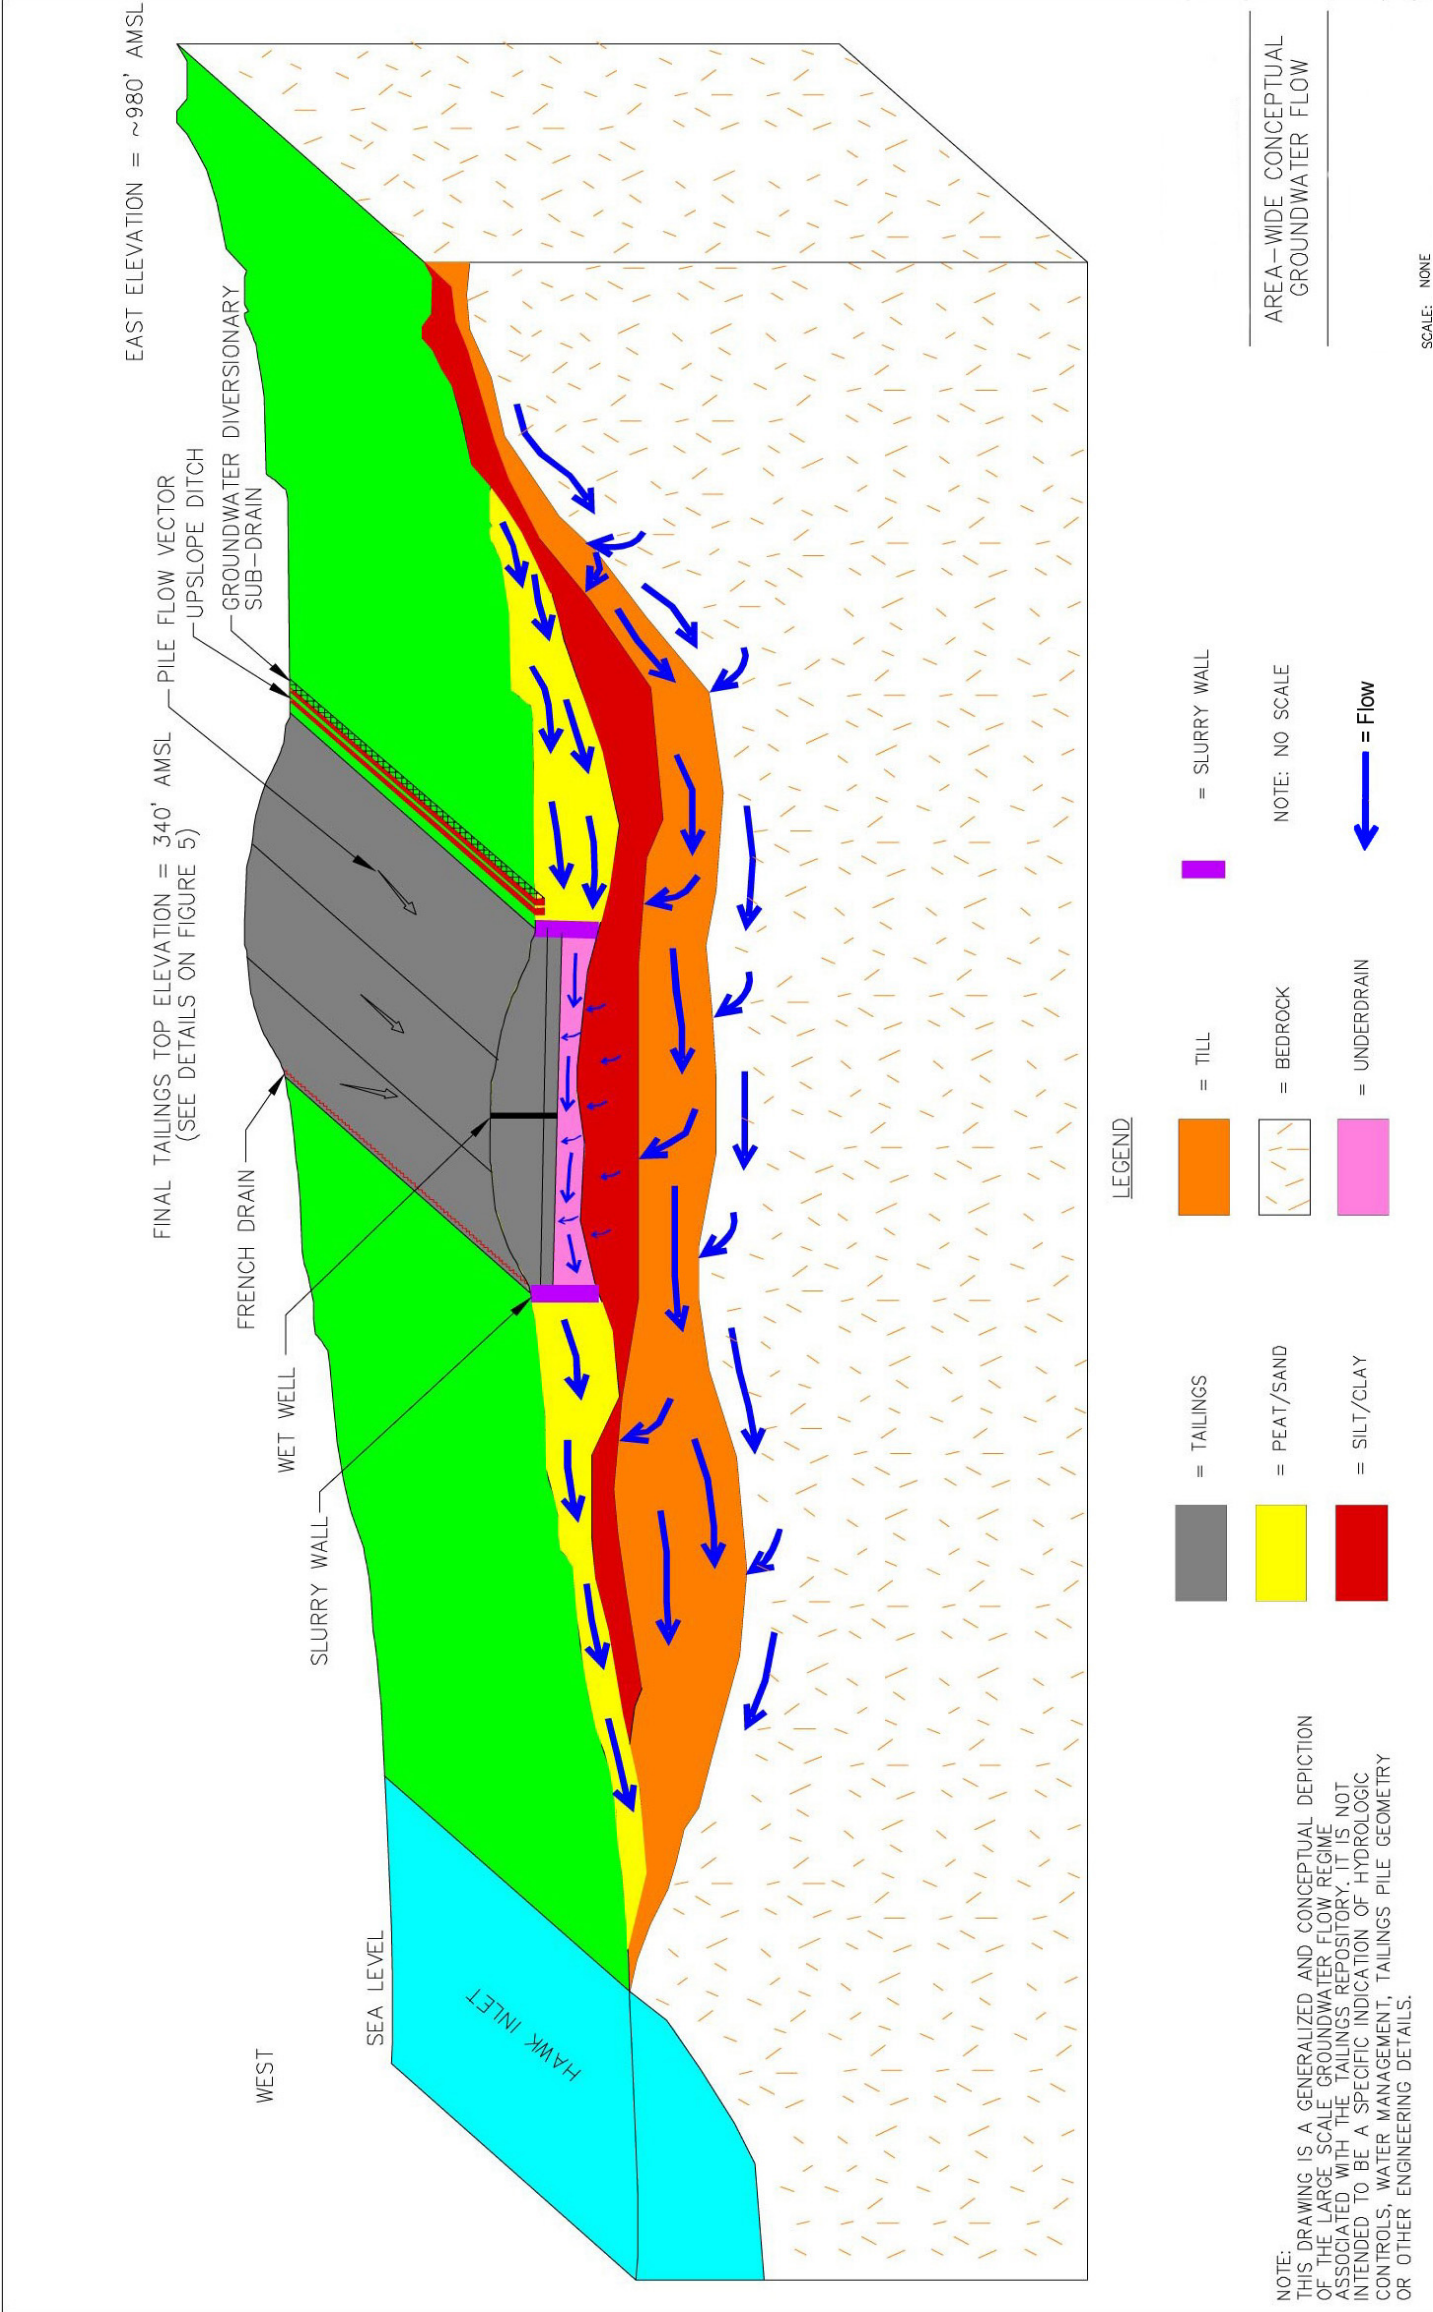 EAST ELEVATION = ~980' AMSL
FINAL TAILINGS TOP ELEVATION = 340' AMSL
(SEE DETAILS ON FIGURE 5)
PILE FLOW VECTOR
UPSLOPE DITCH
GROUNDWATER DIVERSIONARY
SUB-DRAIN
FRENCH DRAIN
WET WELL
SLURRY WALL
WEST
SEA LEVEL
HAWK INLET
LEGEND
= TAILINGS
= TILL
= SLURRY WALL
= PEAT/SAND
= BEDROCK
NOTE: NO SCALE
= SILT/CLAY
= UNDERDRAIN
= Flow
NOTE:
THIS DRAWING IS A GENERALIZED AND CONCEPTUAL DEPICTION
OF THE LARGE SCALE GROUNDWATER FLOW REGIME
ASSOCIATED WITH THE TAILINGS REPOSITORY. IT IS NOT
INTENDED TO BE A SPECIFIC INDICATION OF HYDROLOGIC
CONTROLS, WATER MANAGEMENT, TAILINGS PILE GEOMETRY
OR OTHER ENGINEERING DETAILS.
AREA-WIDE CONCEPTUAL
GROUNDWATER FLOW
SCALE: NONE